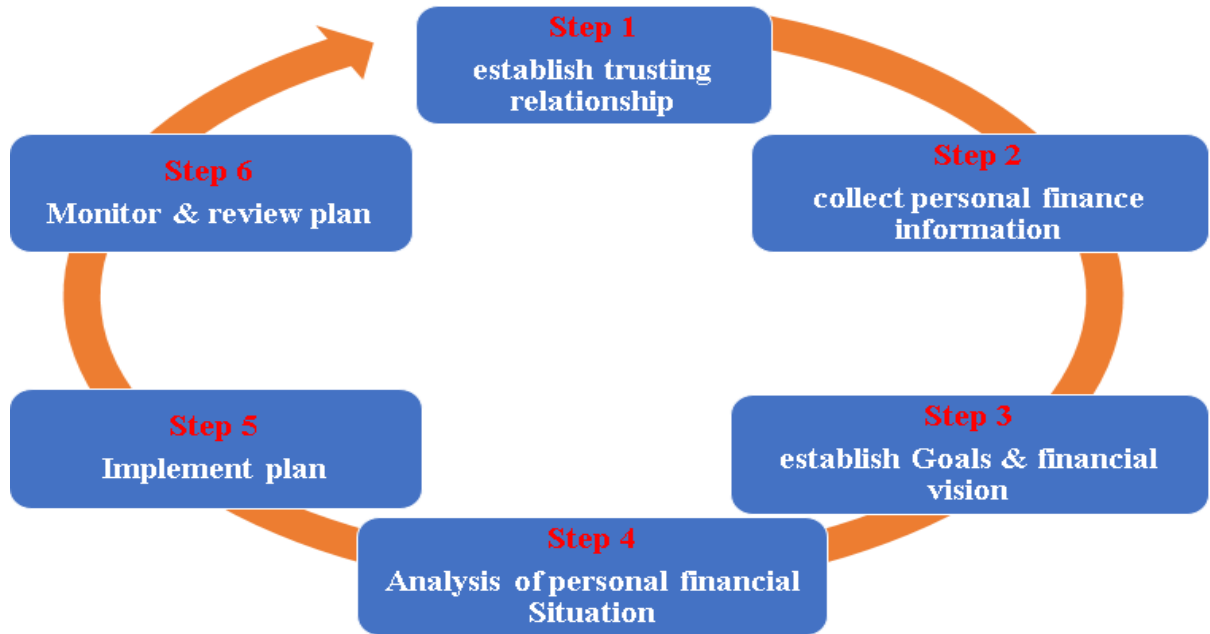 Step 1
establish trusting
relationship
Step 2
collect personal finance
information
Step 3
establish Goals & financial
vision
Step 4
Analysis of personal financial
Situation
Step 5
Implement plan
Step 6
Monitor & review plan